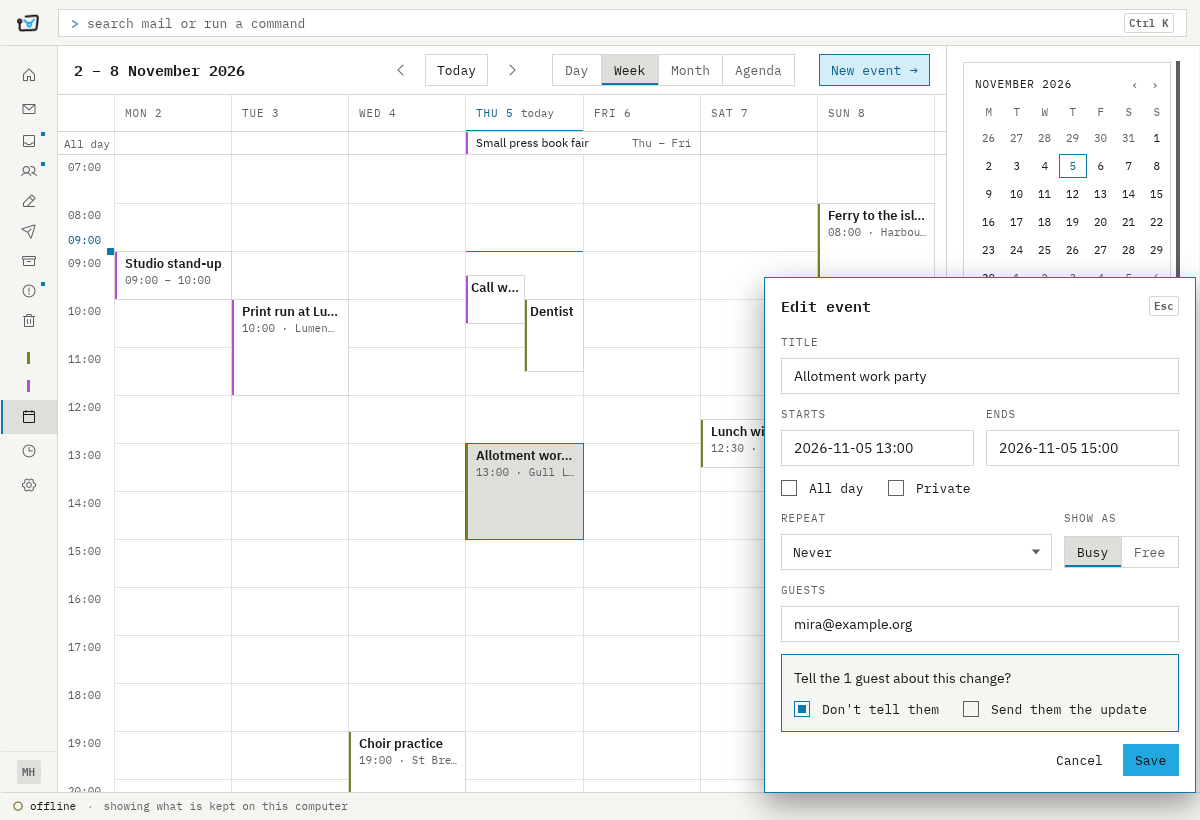 > search mail or run a command Ctrl K
2 – 8 November 2026 Today Day Week Month Agenda New event →
MON 2 TUE 3 WED 4 THU 5 today FRI 6 SAT 7 SUN 8
All day Small press book fair Thu – Fri
07:00
08:00
09:00
09:00
10:00
11:00
12:00
13:00
14:00
15:00
16:00
17:00
18:00
19:00
20:00
Studio stand-up
09:00 – 10:00
Print run at Lu…
10:00 · Lumen…
Choir practice
19:00 · St Bre…
Call w…
Dentist
Allotment wor…
13:00 · Gull L…
Lunch wi
12:30 ·
Ferry to the isl…
08:00 · Harbou…
NOVEMBER 2026 ‹ ›
M T W T F S S
26 27 28 29 30 31 1
2 3 4 5 6 7 8
9 10 11 12 13 14 15
16 17 18 19 20 21 22
23 24 25 26 27 28 29
30 1 2 3 4 5 6
Edit event Esc
TITLE
Allotment work party
STARTS ENDS
2026-11-05 13:00 2026-11-05 15:00
All day Private
REPEAT SHOW AS
Never Busy Free
GUESTS
mira@example.org
Tell the 1 guest about this change?
Don't tell them Send them the update
Cancel Save
MH
offline · showing what is kept on this computer